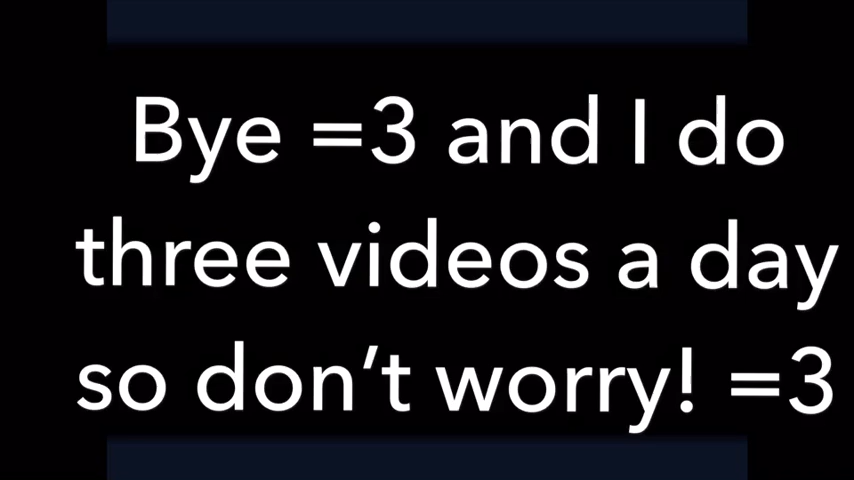 Bye =3 and I do
three videos a day
so don’t worry! =3